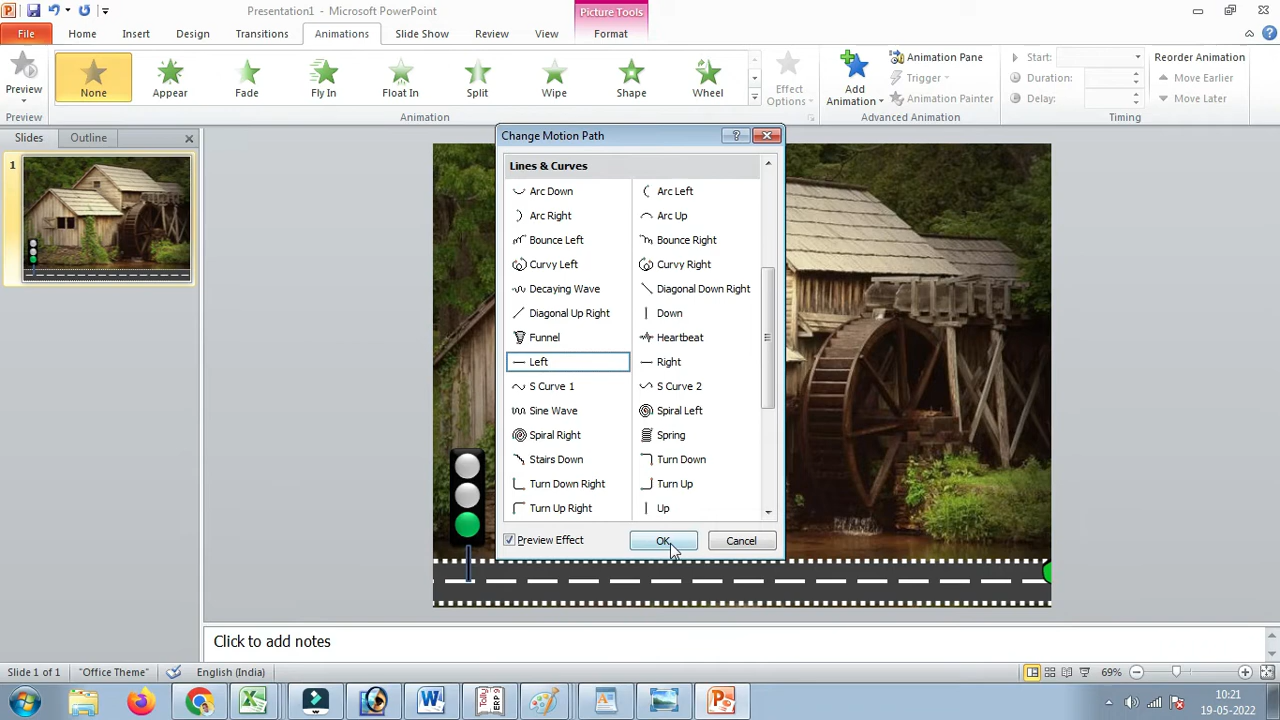 Presentation1 - Microsoft PowerPoint
Picture Tools
File Home Insert Design Transitions Animations Slide Show Review View Format
Preview
None Appear Fade Fly In Float In Split Wipe Shape Wheel
Effect Options
Add Animation
Animation Pane
Trigger
Animation Painter
Start:
Duration:
Delay:
Reorder Animation
Move Earlier
Move Later
Preview Animation Advanced Animation Timing
Slides Outline
1
Change Motion Path
Lines & Curves
Arc Down Arc Left
Arc Right Arc Up
Bounce Left Bounce Right
Curvy Left Curvy Right
Decaying Wave Diagonal Down Right
Diagonal Up Right Down
Funnel Heartbeat
Left Right
S Curve 1 S Curve 2
Sine Wave Spiral Left
Spiral Right Spring
Stairs Down Turn Down
Turn Down Right Turn Up
Turn Up Right Up
Preview Effect OK Cancel
Click to add notes
Slide 1 of 1 "Office Theme" English (India) 69%
10:21
19-05-2022